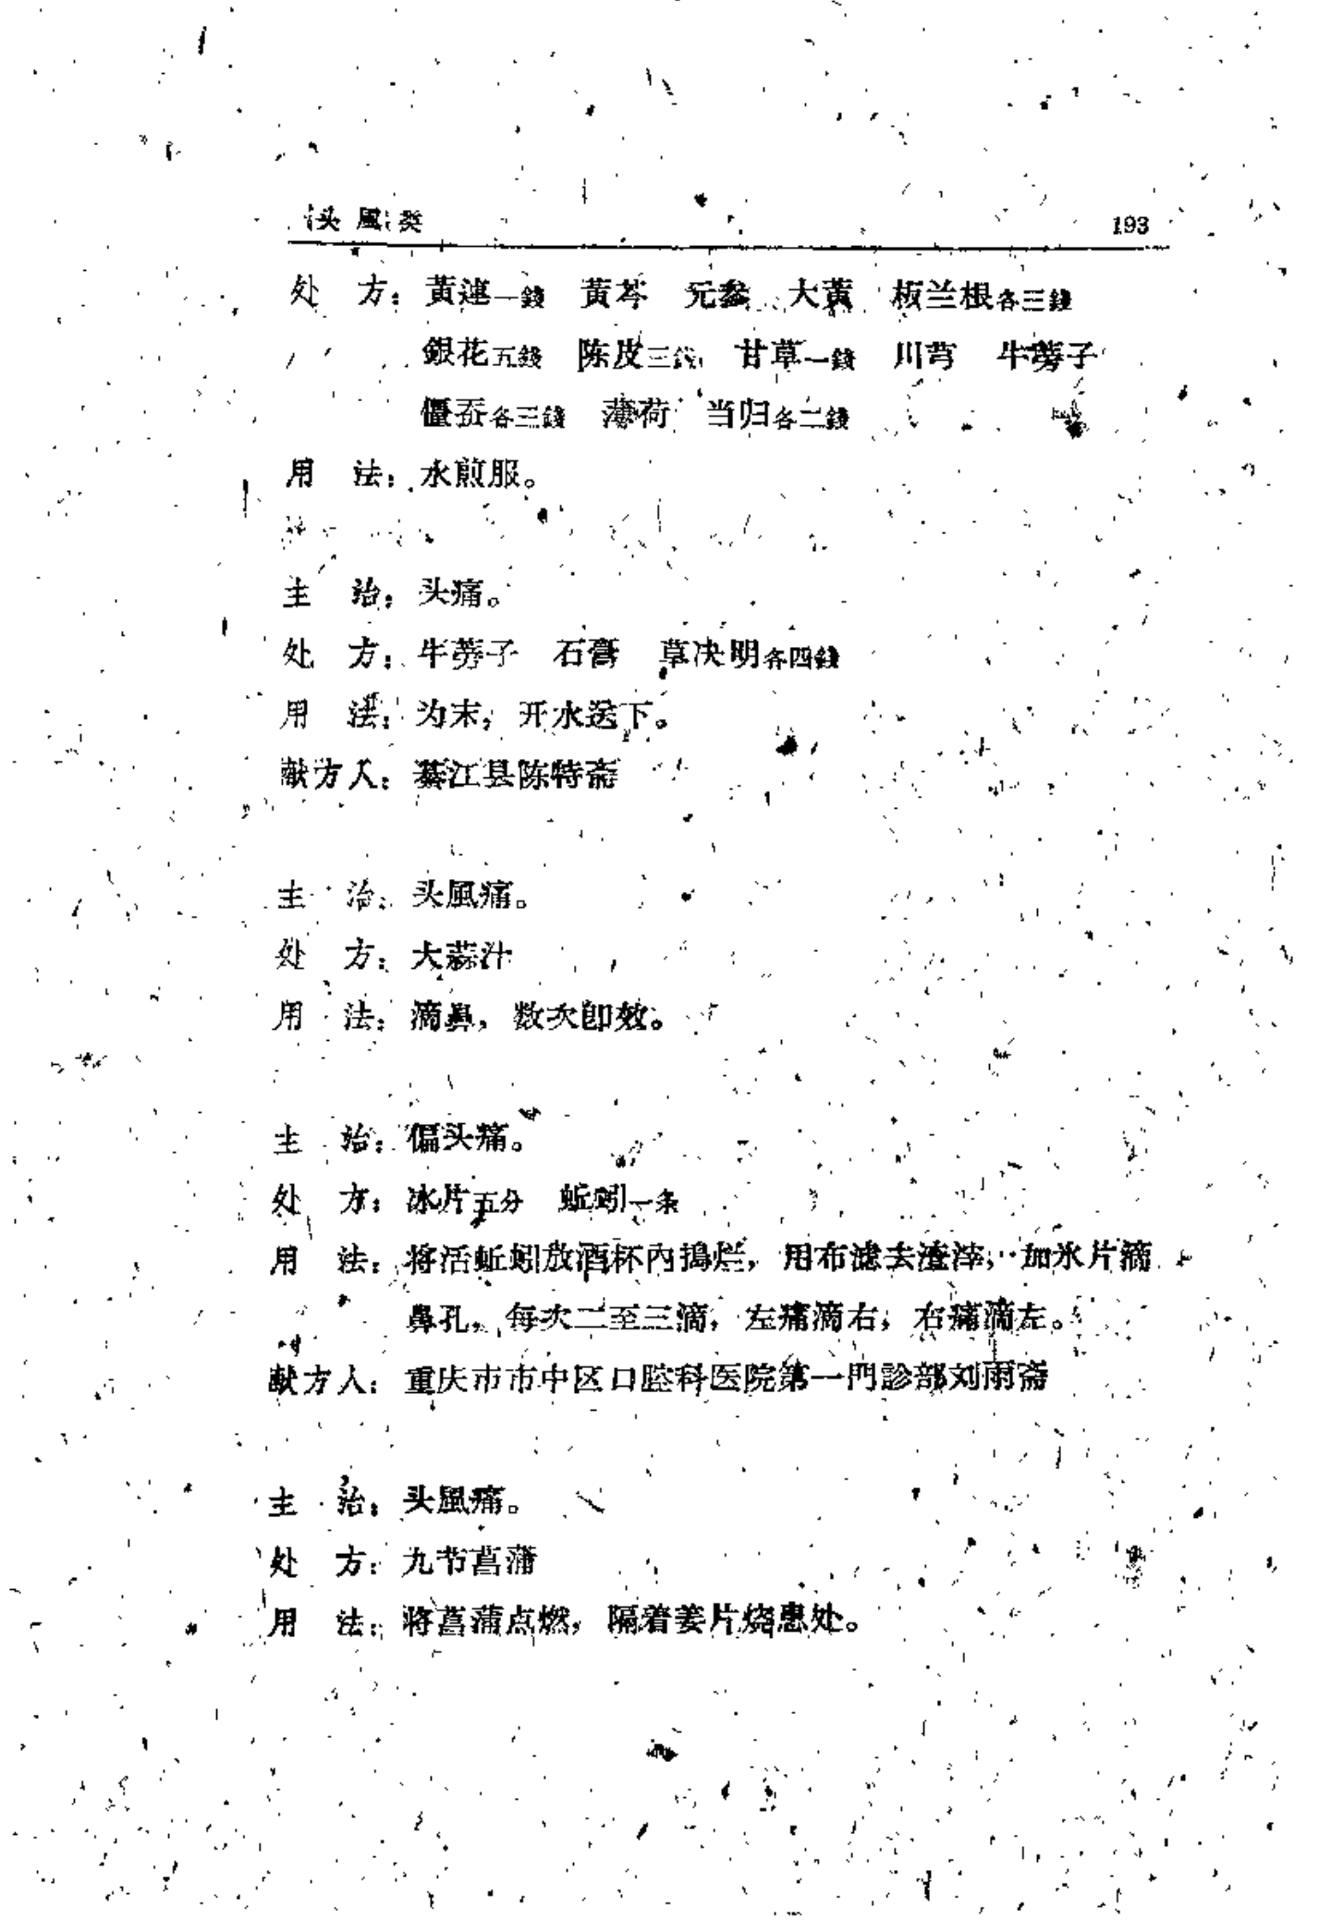 头風类 193
处 方：黃連一錢 黃芩 元参 大黃 板兰根各三錢
銀花五錢 陈皮三錢 甘草一錢 川芎 牛蒡子
僵蚕各三錢 薄荷 当归各二錢
用 法：水煎服。
主 治：头痛。
处 方：牛蒡子 石膏 草决明各四錢
用 法：为末，开水送下。
献方人：綦江县陈特斋
主 治：头風痛。
处 方：大蒜汁
用 法：滴鼻，数次即效。
主 治：偏头痛。
处 方：冰片五分 蚯蚓一条
用 法：将活蚯蚓放酒杯內搗烂，用布滤去渣滓，加氷片滴
鼻孔，每次二至三滴，左痛滴右，右痛滴左。
献方人：重庆市市中区口腔科医院第一門診部刘雨斋
主 治：头風痛。
处 方：九节菖蒲
用 法：将菖蒲点燃，隔着姜片烧患处。